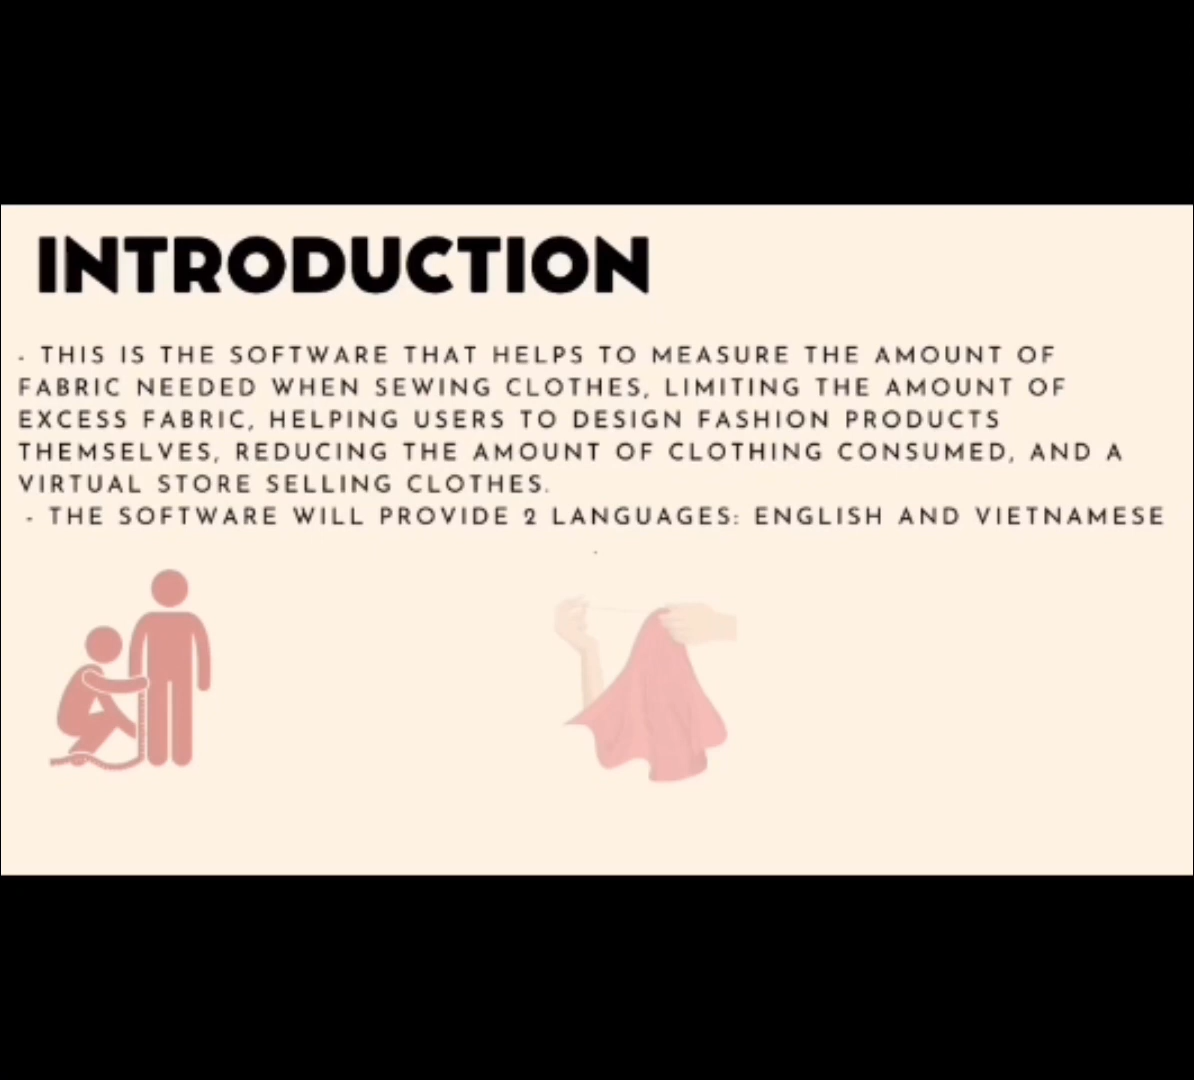 INTRODUCTION
- THIS IS THE SOFTWARE THAT HELPS TO MEASURE THE AMOUNT OF
FABRIC NEEDED WHEN SEWING CLOTHES, LIMITING THE AMOUNT OF
EXCESS FABRIC, HELPING USERS TO DESIGN FASHION PRODUCTS
THEMSELVES, REDUCING THE AMOUNT OF CLOTHING CONSUMED, AND A
VIRTUAL STORE SELLING CLOTHES.
- THE SOFTWARE WILL PROVIDE 2 LANGUAGES: ENGLISH AND VIETNAMESE
.